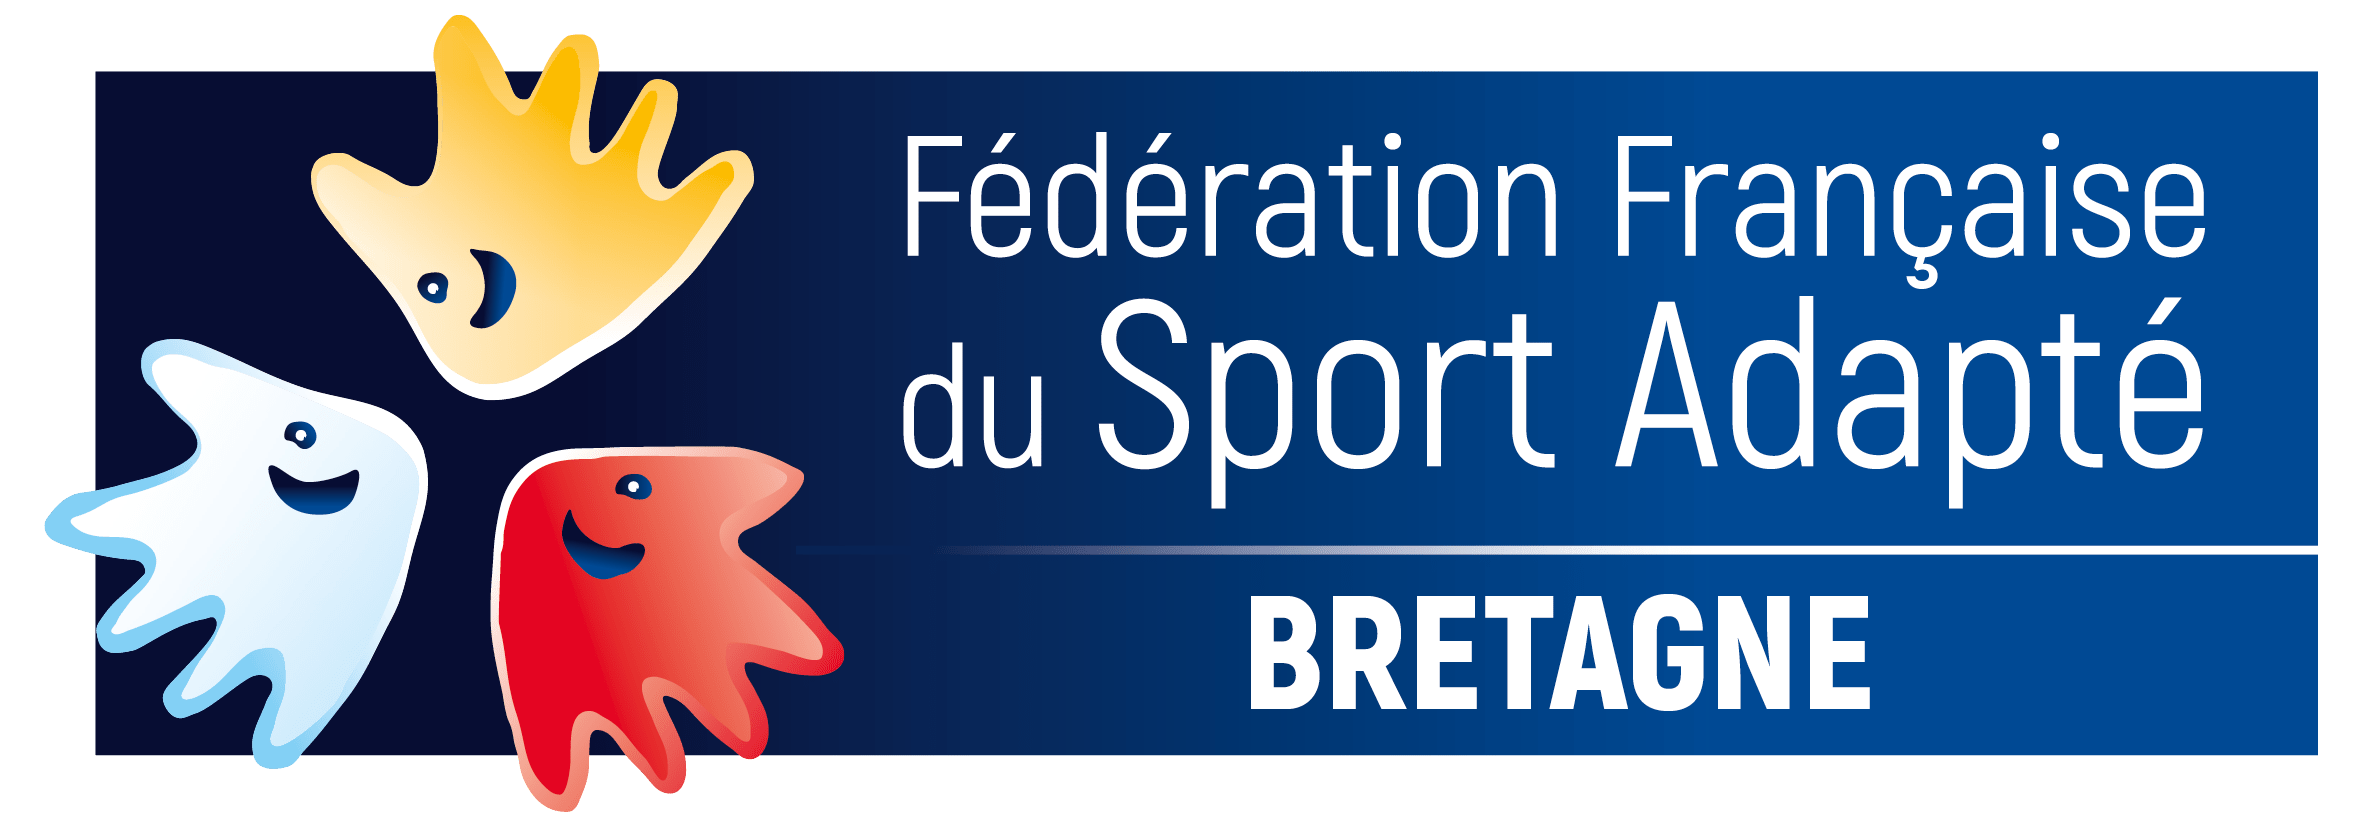 Fédération Française
du Sport Adapté
BRETAGNE